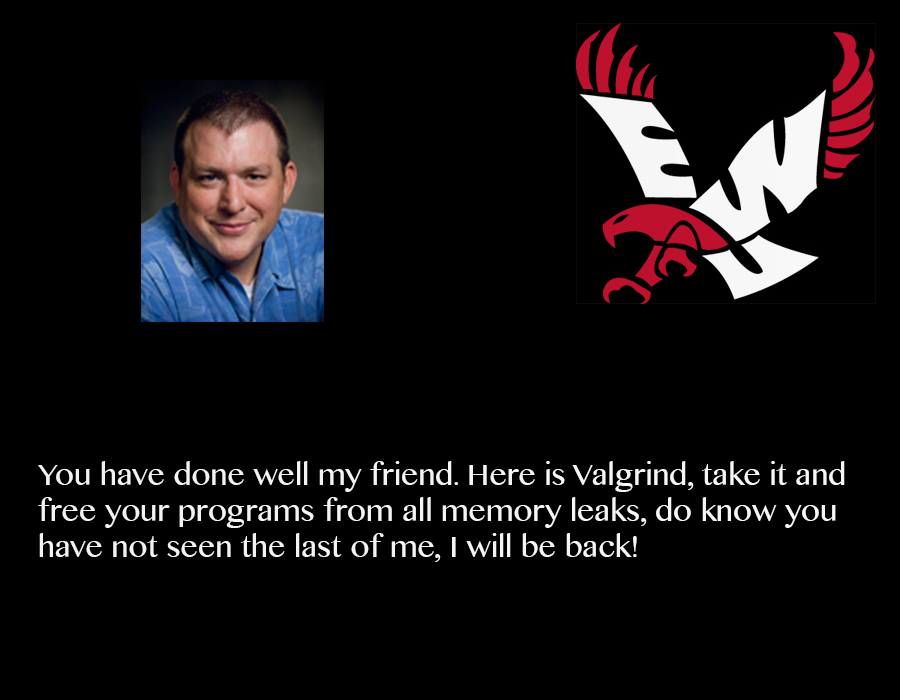 EWU
You have done well my friend. Here is Valgrind, take it and
free your programs from all memory leaks, do know you
have not seen the last of me, I will be back!